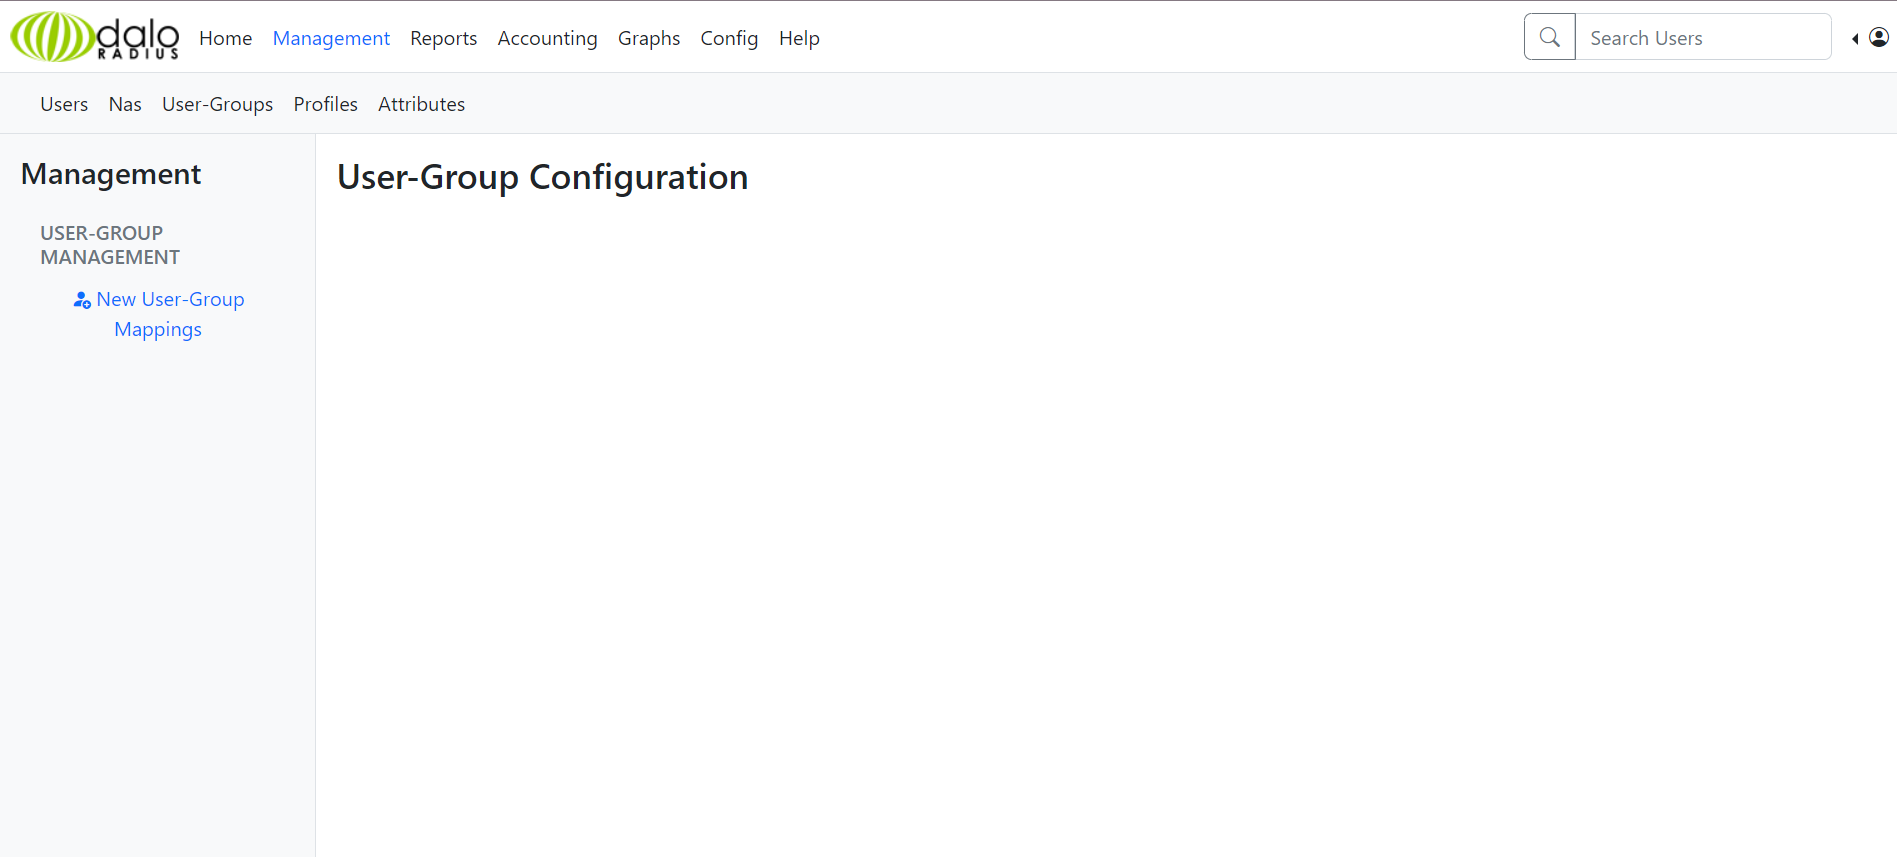 dalo
RADIUS
Home Management Reports Accounting Graphs Config Help
Search Users
Users Nas User-Groups Profiles Attributes
Management
USER-GROUP
MANAGEMENT
New User-Group
Mappings
User-Group Configuration